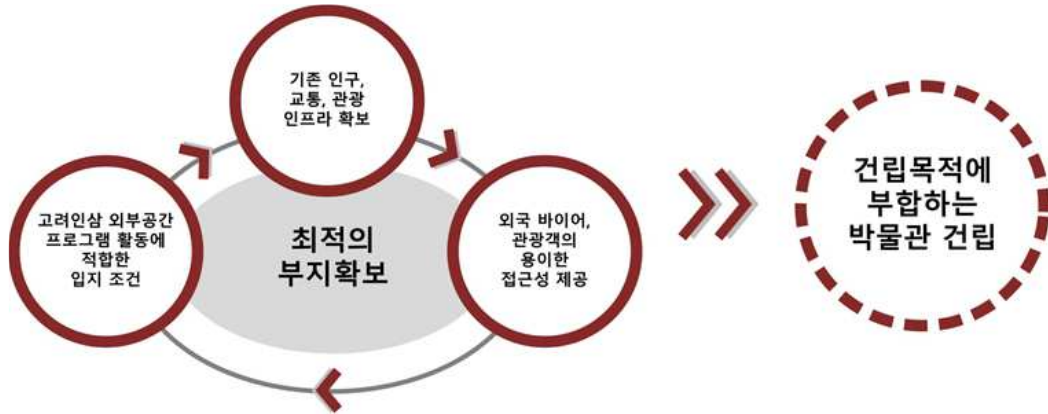 기존 인구,
교통, 관광
인프라 확보
고려인삼 외부공간
프로그램 활동에
적합한
입지 조건
최적의
부지확보
외국 바이어,
관광객의
용이한
접근성 제공
건립목적에
부합하는
박물관 건립